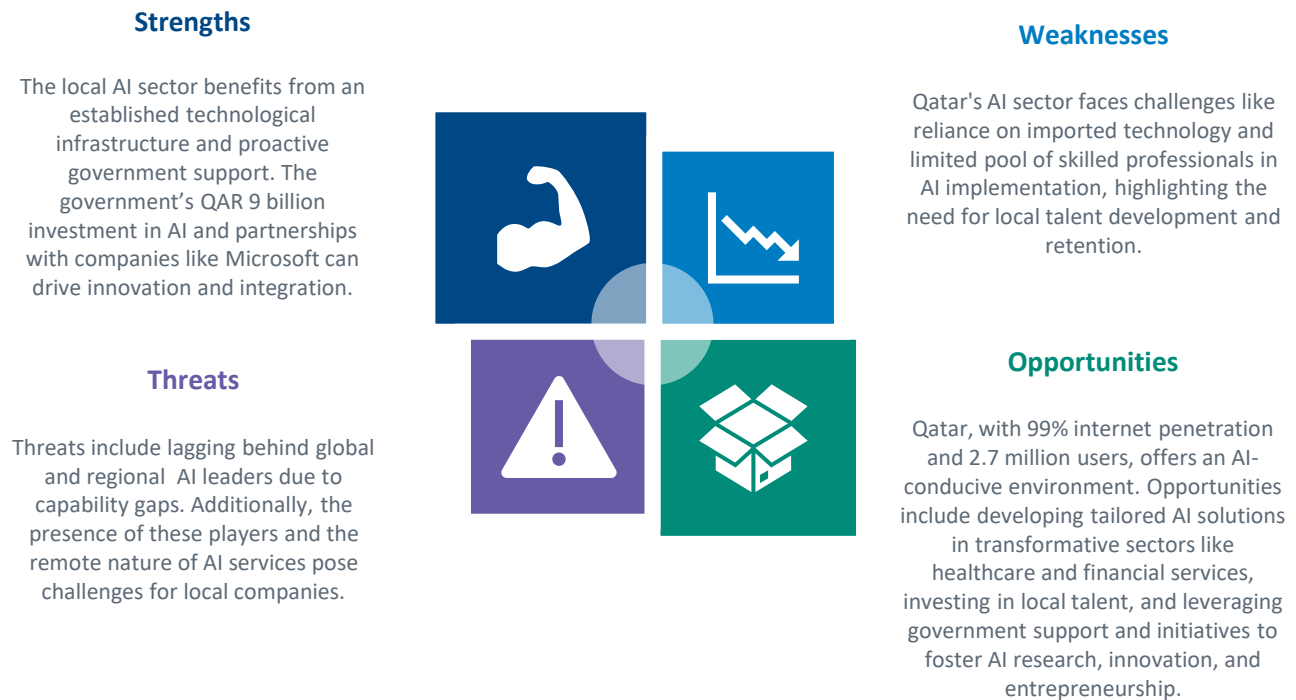 Strengths
The local AI sector benefits from an
established technological
infrastructure and proactive
government support. The
government’s QAR 9 billion
investment in AI and partnerships
with companies like Microsoft can
drive innovation and integration.
Weaknesses
Qatar's AI sector faces challenges like
reliance on imported technology and
limited pool of skilled professionals in
AI implementation, highlighting the
need for local talent development and
retention.
Threats
Threats include lagging behind global
and regional  AI leaders due to
capability gaps. Additionally, the
presence of these players and the
remote nature of AI services pose
challenges for local companies.
Opportunities
Qatar, with 99% internet penetration
and 2.7 million users, offers an AI-
conducive environment. Opportunities
include developing tailored AI solutions
in transformative sectors like
healthcare and financial services,
investing in local talent, and leveraging
government support and initiatives to
foster AI research, innovation, and
entrepreneurship.